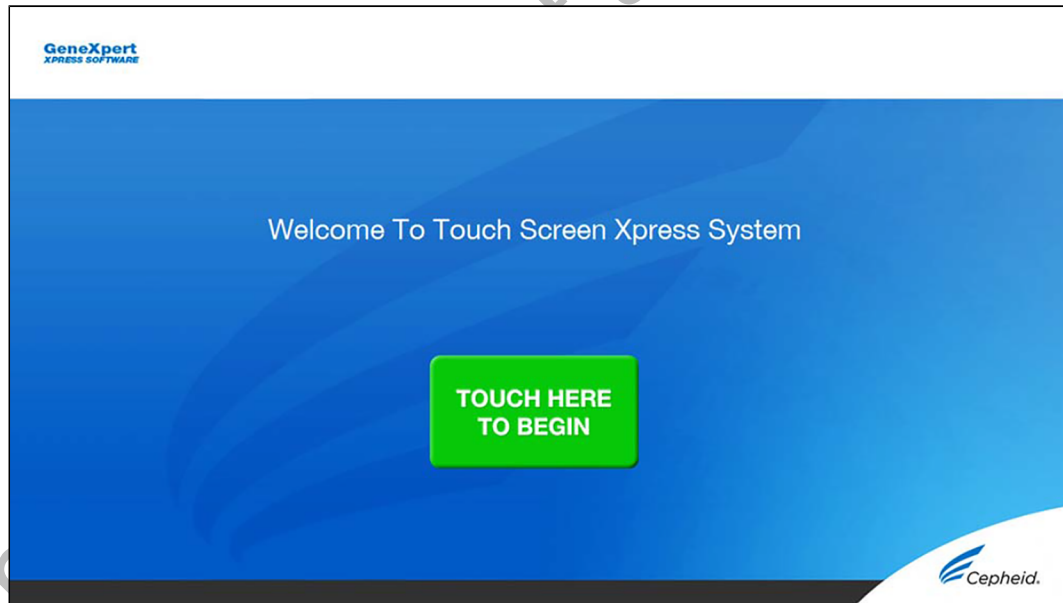 GeneXpert
XPRESS SOFTWARE
Welcome To Touch Screen Xpress System
TOUCH HERE
TO BEGIN
Cepheid.